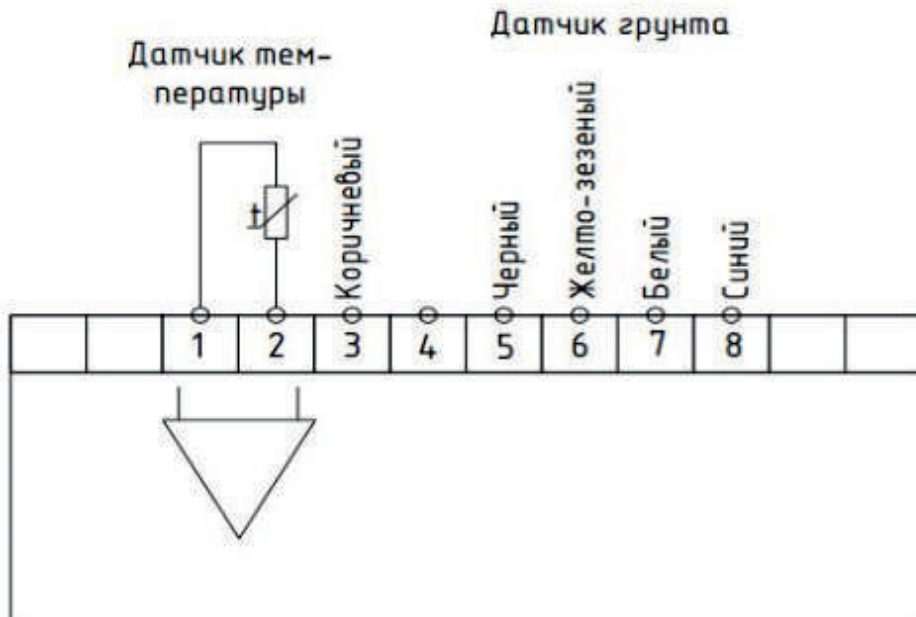 Датчик грунта
Датчик тем-
пературы
t
Коричневый
Черный
Желто-зезеный
Белый
Синий
1 2 3 4 5 6 7 8